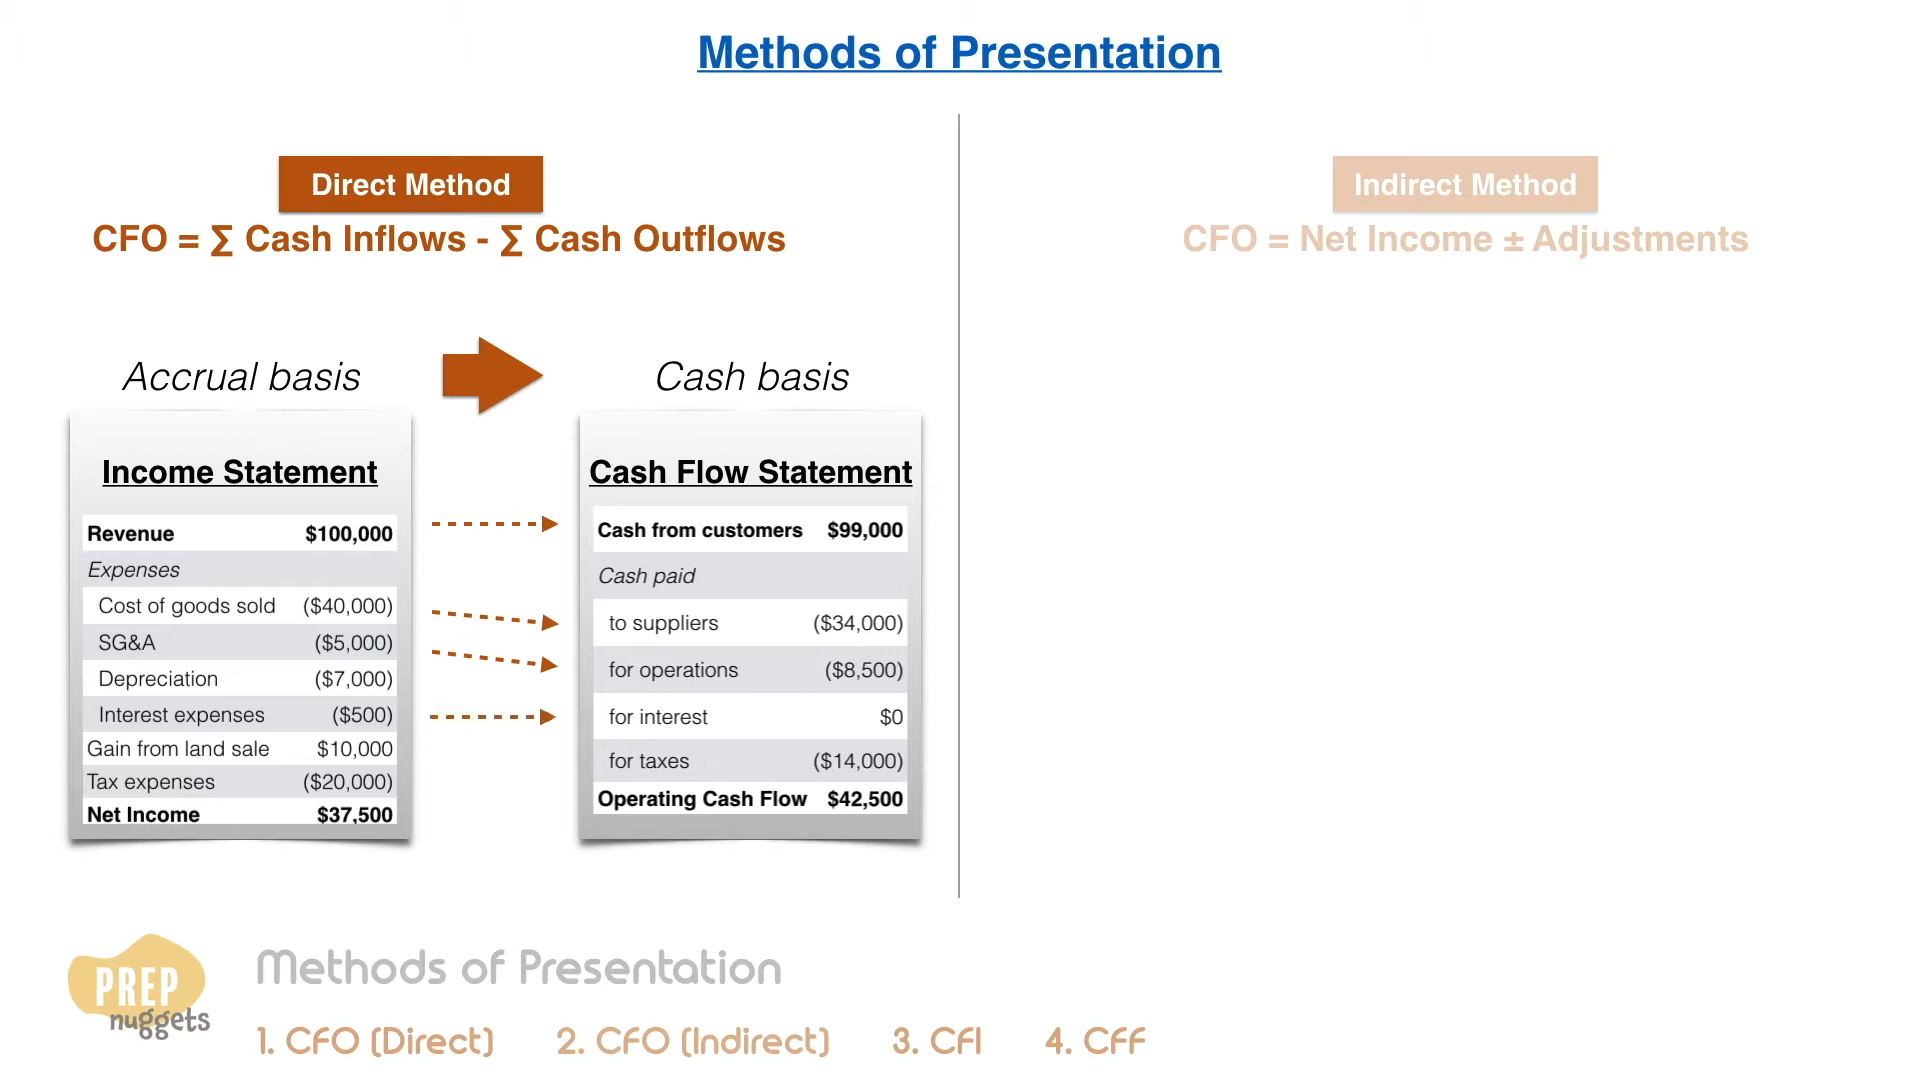 Methods of Presentation
Direct Method
CFO = ∑ Cash Inflows - ∑ Cash Outflows
Indirect Method
CFO = Net Income ± Adjustments
Accrual basis
Cash basis
Income Statement
Revenue $100,000
Expenses
Cost of goods sold ($40,000)
SG&A ($5,000)
Depreciation ($7,000)
Interest expenses ($500)
Gain from land sale $10,000
Tax expenses ($20,000)
Net Income $37,500
Cash Flow Statement
Cash from customers $99,000
Cash paid
to suppliers ($34,000)
for operations ($8,500)
for interest $0
for taxes ($14,000)
Operating Cash Flow $42,500
PREP
nuggets
Methods of Presentation
1. CFO (Direct) 2. CFO (Indirect) 3. CFI 4. CFF